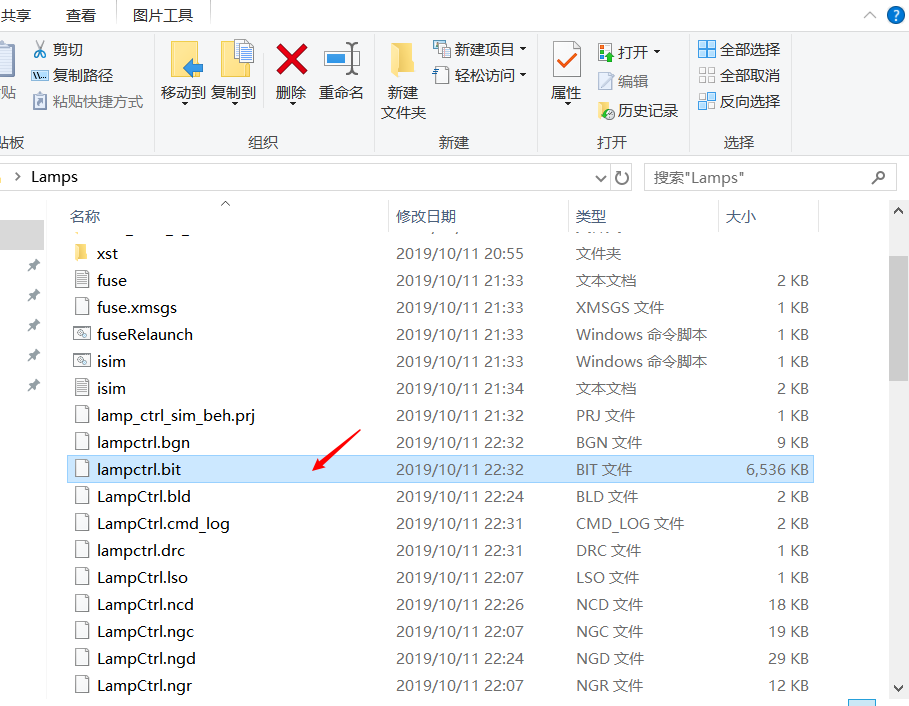 共享 查看 图片工具
剪切
复制路径
粘贴快捷方式
贴
贴板
移动到 复制到 删除 重命名
组织
新建
文件夹
新建项目
轻松访问
新建
属性
打开
编辑
历史记录
打开
全部选择
全部取消
反向选择
选择
Lamps
搜索"Lamps"
名称 修改日期 类型 大小
xst 2019/10/11 20:55 文件夹
fuse 2019/10/11 21:33 文本文档 2 KB
fuse.xmsgs 2019/10/11 21:33 XMSGS 文件 1 KB
fuseRelaunch 2019/10/11 21:33 Windows 命令脚本 1 KB
isim 2019/10/11 21:33 Windows 命令脚本 1 KB
isim 2019/10/11 21:34 文本文档 2 KB
lamp_ctrl_sim_beh.prj 2019/10/11 21:32 PRJ 文件 1 KB
lampctrl.bgn 2019/10/11 22:32 BGN 文件 9 KB
lampctrl.bit 2019/10/11 22:32 BIT 文件 6,536 KB
LampCtrl.bld 2019/10/11 22:24 BLD 文件 2 KB
LampCtrl.cmd_log 2019/10/11 22:31 CMD_LOG 文件 2 KB
lampctrl.drc 2019/10/11 22:31 DRC 文件 1 KB
LampCtrl.lso 2019/10/11 22:07 LSO 文件 1 KB
LampCtrl.ncd 2019/10/11 22:26 NCD 文件 18 KB
LampCtrl.ngc 2019/10/11 22:07 NGC 文件 19 KB
LampCtrl.ngd 2019/10/11 22:24 NGD 文件 29 KB
LampCtrl.ngr 2019/10/11 22:07 NGR 文件 12 KB